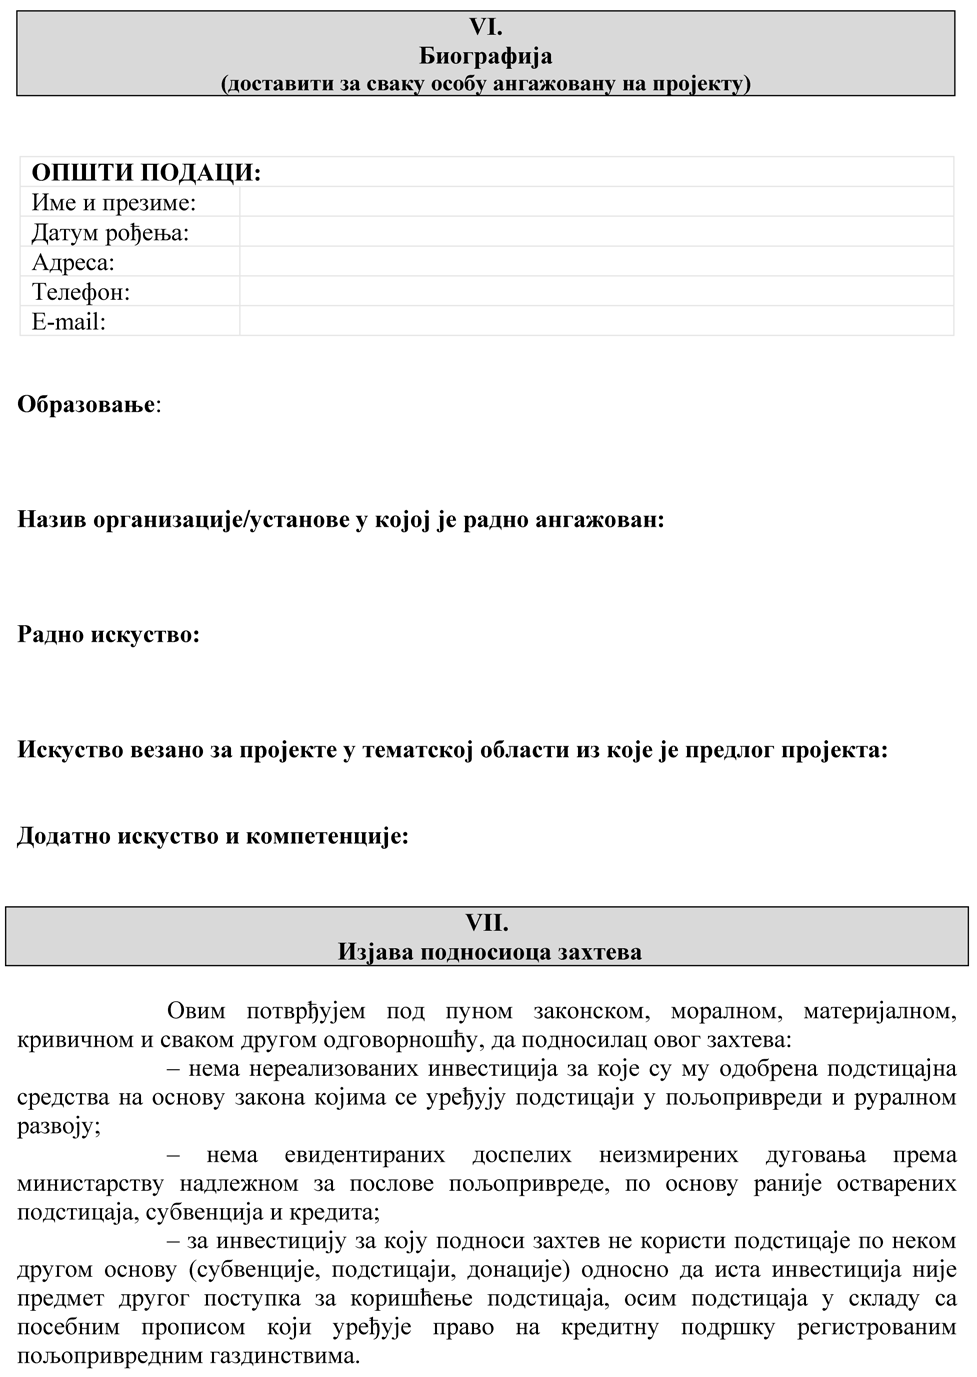 VI.
Биографија
(доставити за сваку особу ангажовану на пројекту)
ОПШТИ ПОДАЦИ:
Име и презиме:
Датум рођења:
Адреса:
Телефон:
E-mail:
Образовање:
Назив организације/установе у којој је радно ангажован:
Радно искуство:
Искуство везано за пројекте у тематској области из које је предлог пројекта:
Додатно искуство и компетенције:
VII.
Изјава подносиоца захтева
Овим потврђујем под пуном законском, моралном, материјалном,
кривичном и сваком другом одговорношћу, да подносилац овог захтева:
– нема нереализованих инвестиција за које су му одобрена подстицајна
средства на основу закона којима се уређују подстицаји у пољопривреди и руралном
развоју;
– нема евидентираних доспелих неизмирених дуговања према
министарству надлежном за послове пољопривреде, по основу раније остварених
подстицаја, субвенција и кредита;
– за инвестицију за коју подноси захтев не користи подстицаје по неком
другом основу (субвенције, подстицаји, донације) односно да иста инвестиција није
предмет другог поступка за коришћење подстицаја, осим подстицаја у складу са
посебним прописом који уређује право на кредитну подршку регистрованим
пољопривредним газдинствима.